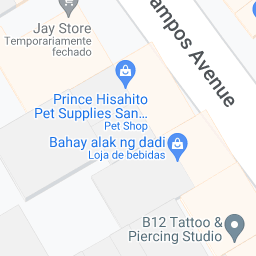 Jay Store
Temporariamente
fechado
ampos Avenue
Prince Hisahito
Pet Supplies San...
Pet Shop
Bahay alak ng dadi
Loja de bebidas
B12 Tattoo &
Piercing Studio